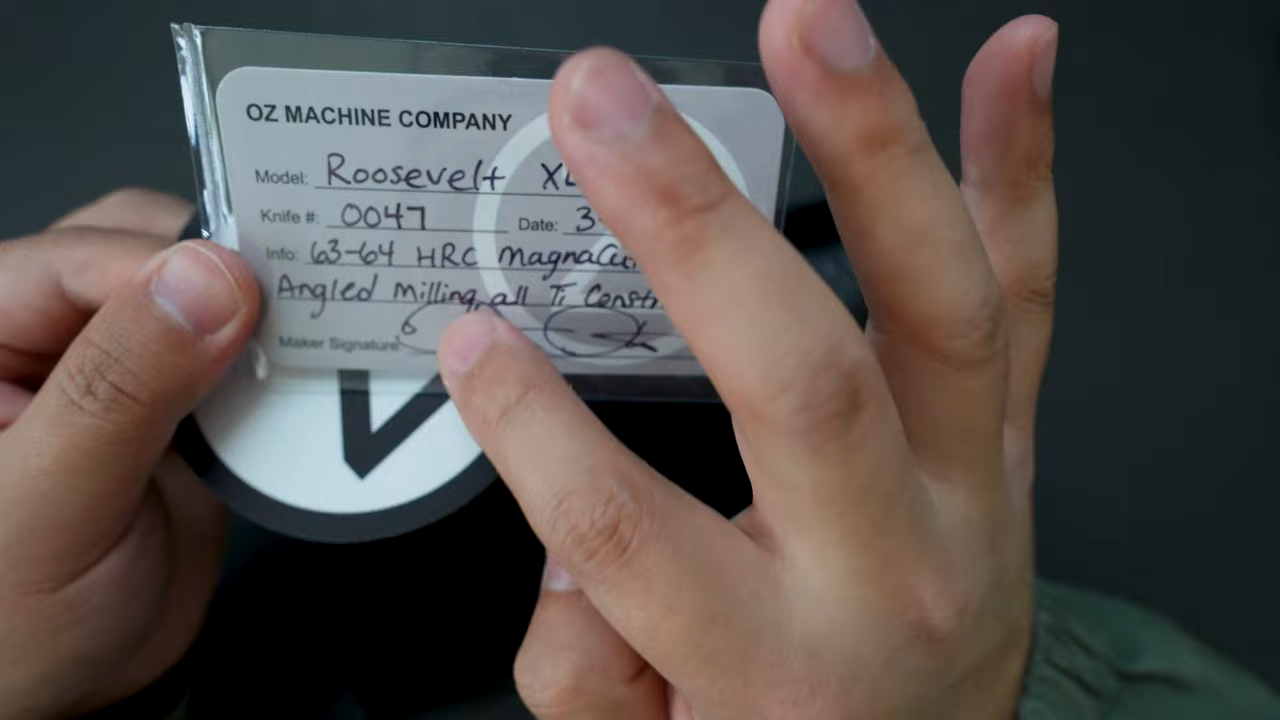 OZ MACHINE COMPANY
Model: Roosevelt
Knife #: 0047 Date:
Info: 63-64 HRC
Angled Milling, all Ti
Maker Signature: